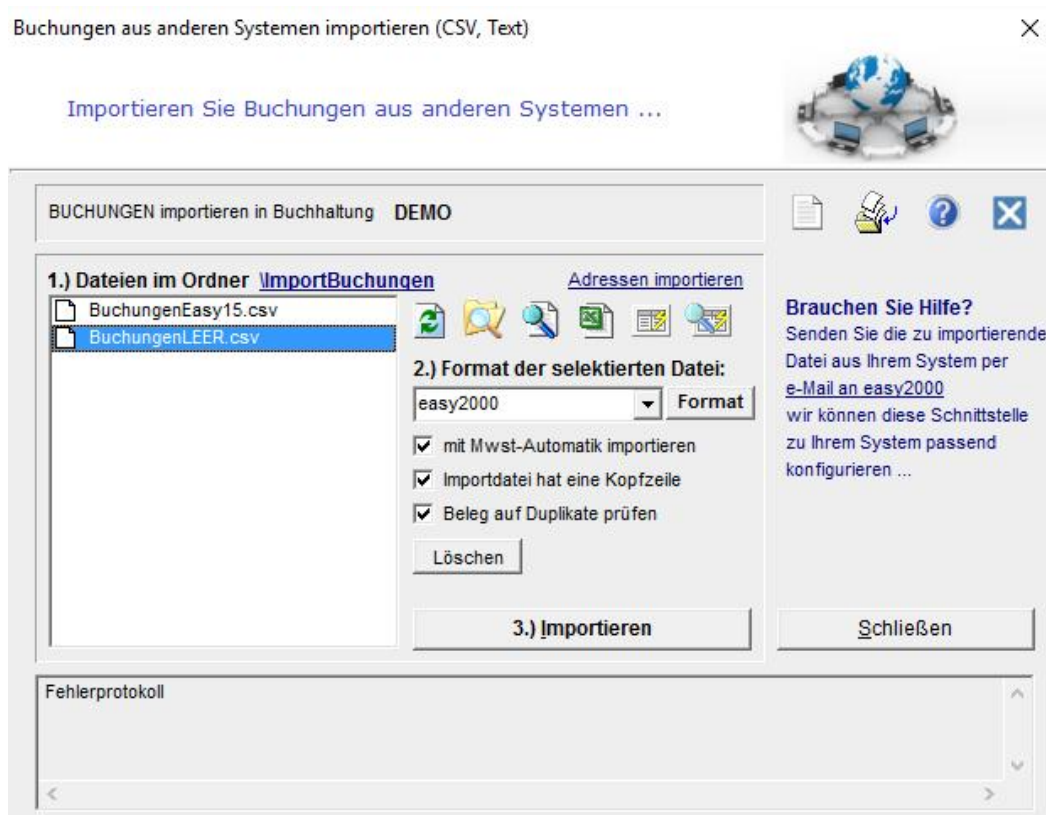 Buchungen aus anderen Systemen importieren (CSV, Text)
Importieren Sie Buchungen aus anderen Systemen ...
BUCHUNGEN importieren in Buchhaltung DEMO
1.) Dateien im Ordner \ImportBuchungen
Adressen importieren
BuchungenEasy15.csv
BuchungenLEER.csv
2.) Format der selektierten Datei:
easy2000
Format
mit Mwst-Automatik importieren
Importdatei hat eine Kopfzeile
Beleg auf Duplikate prüfen
Löschen
3.) Importieren
Brauchen Sie Hilfe?
Senden Sie die zu importierende
Datei aus Ihrem System per
e-Mail an easy2000
wir können diese Schnittstelle
zu Ihrem System passend
konfigurieren ...
Schließen
Fehlerprotokoll